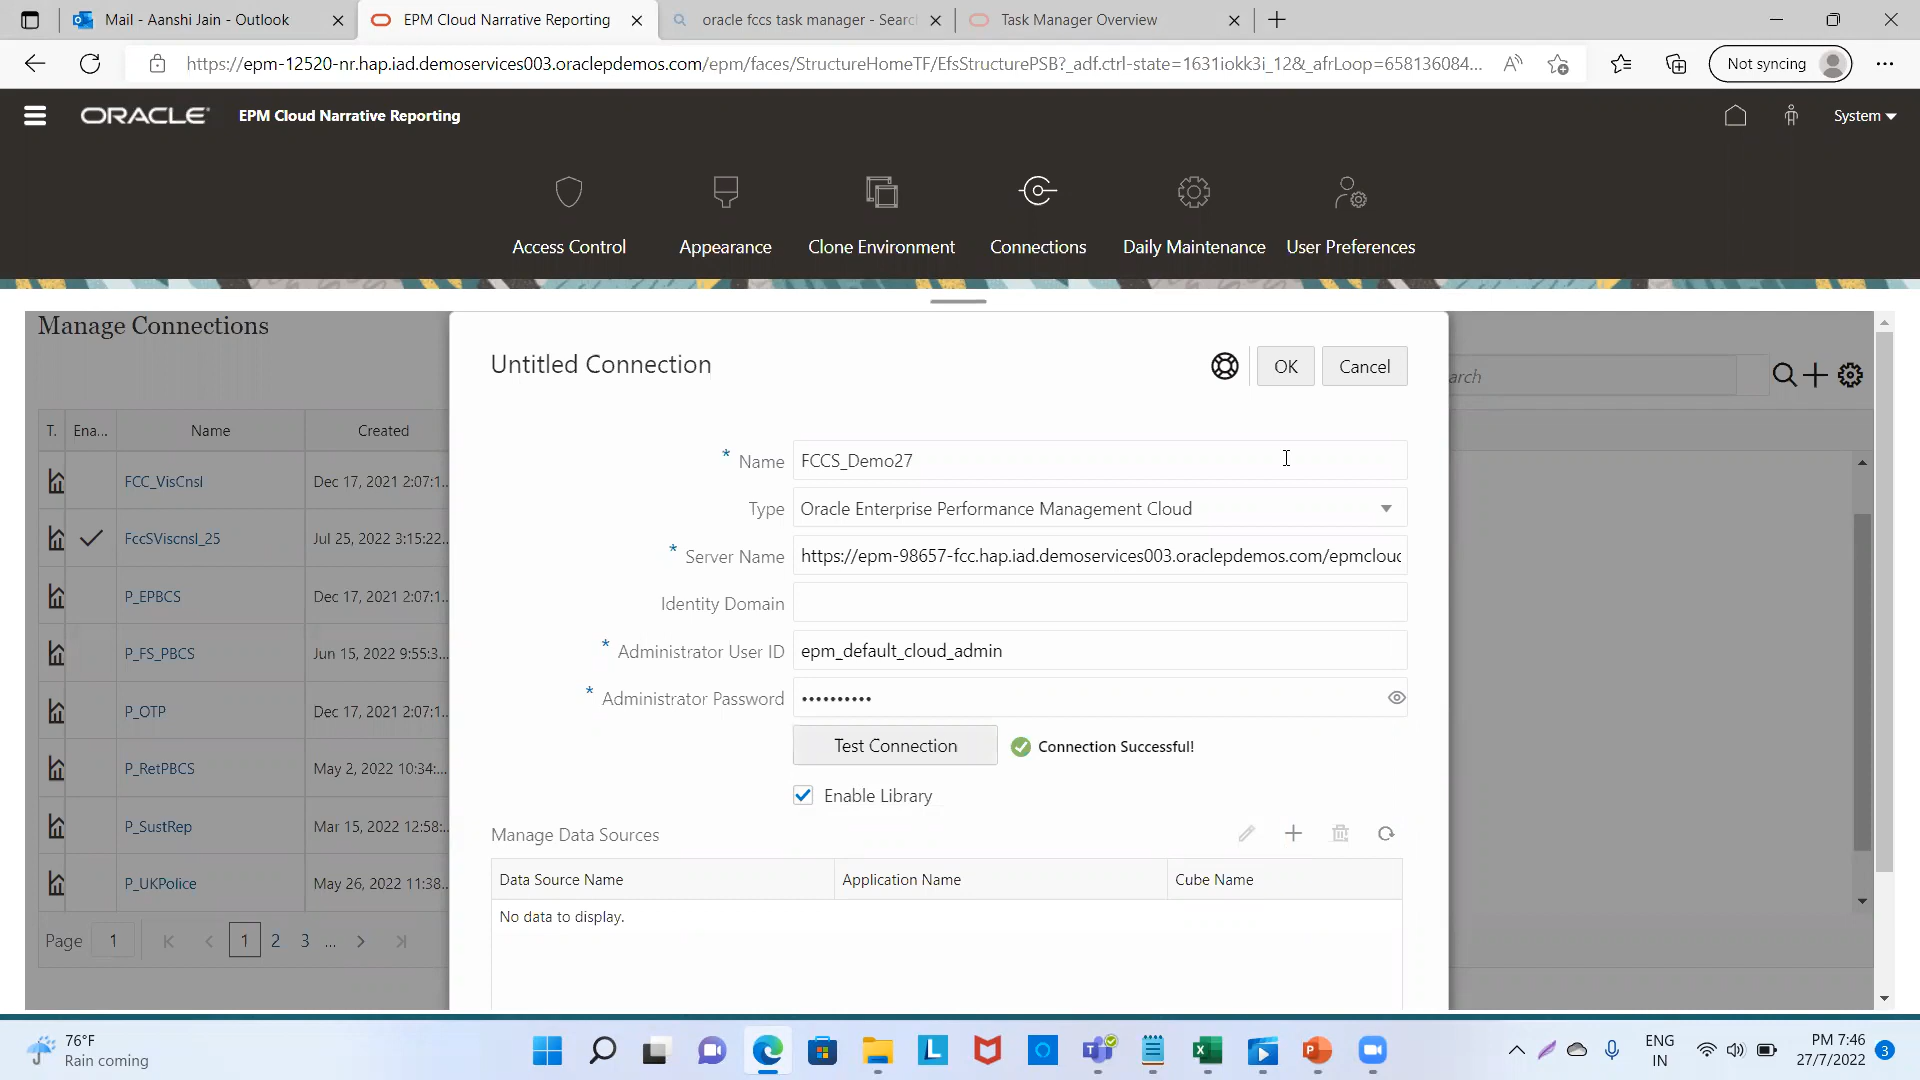 Mail - Aanshi Jain - Outlook
EPM Cloud Narrative Reporting
oracle fccs task manager - Searc
Task Manager Overview
https://epm-12520-nr.hap.iad.demoservices003.oraclepdemos.com/epm/faces/StructureHomeTF/EfsStructurePSB?_adf.ctrl-state=1631iokk3i_12&_afrLoop=658136084...
Not syncing
ORACLE
EPM Cloud Narrative Reporting
System
Access Control
Appearance
Clone Environment
Connections
Daily Maintenance
User Preferences
Manage Connections
Untitled Connection
OK
Cancel
arch
T.
Ena...
Name
Created
FCC_VisCnsl
Dec 17, 2021 2:07:1..
FccSViscnsl_25
Jul 25, 2022 3:15:22..
P_EPBCS
Dec 17, 2021 2:07:1..
P_FS_PBCS
Jun 15, 2022 9:55:3...
P_OTP
Dec 17, 2021 2:07:1..
P_RetPBCS
May 2, 2022 10:34:...
P_SustRep
Mar 15, 2022 12:58:..
P_UKPolice
May 26, 2022 11:38..
Page 1
1 2 3 ...
* Name FCCS_Demo27
Type Oracle Enterprise Performance Management Cloud
* Server Name https://epm-98657-fcc.hap.iad.demoservices003.oraclepdemos.com/epmcloud
Identity Domain
* Administrator User ID epm_default_cloud_admin
* Administrator Password ••••••••••
Test Connection
Connection Successful!
Enable Library
Manage Data Sources
Data Source Name
Application Name
Cube Name
No data to display.
76°F
Rain coming
ENG
IN
PM 7:46
27/7/2022
3